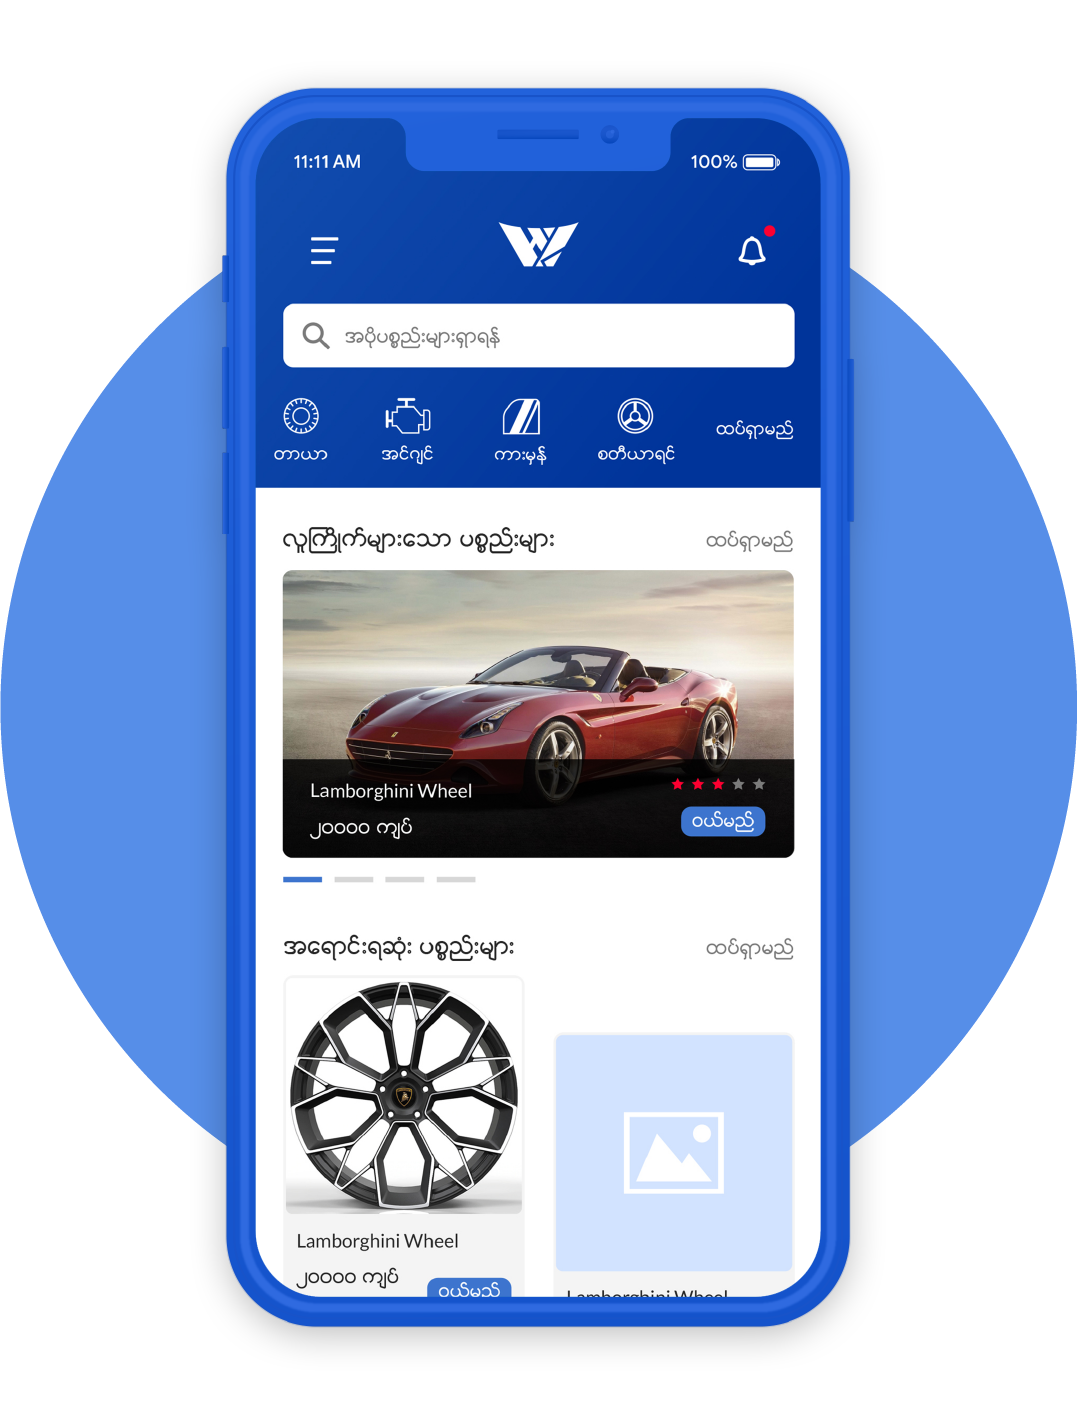 11:11 AM
100%
အပိုပစ္စည်းများရှာရန်
တာယာ
အင်ဂျင်
ကားမှန်
စတီယာရင်
ထပ်ရှာမည်
လူကြိုက်များသော ပစ္စည်းများ
ထပ်ရှာမည်
Lamborghini Wheel
၂၀၀၀၀ ကျပ်
ဝယ်မည်
အရောင်းရဆုံး ပစ္စည်းများ
ထပ်ရှာမည်
Lamborghini Wheel
၂၀၀၀၀ ကျပ်
ဝယ်မည်
Lamborghini Wheel